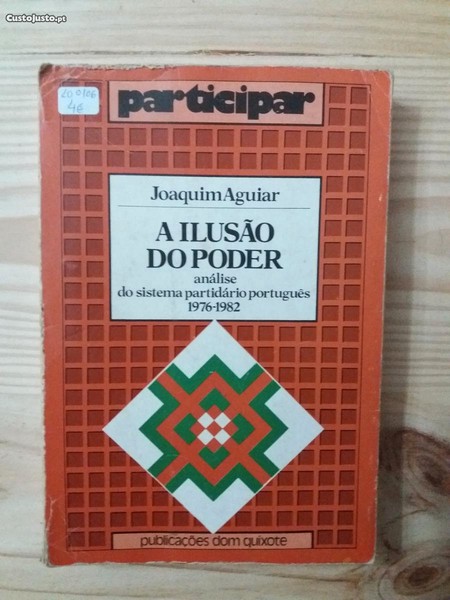 Custojusto.pt
participar
Joaquim Aguiar
A ILUSÃO
DO PODER
análise
do sistema partidário português
1976-1982
publicações dom quixote